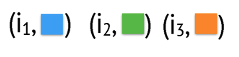 (i₁, ) (i₂, ) (i₃, )